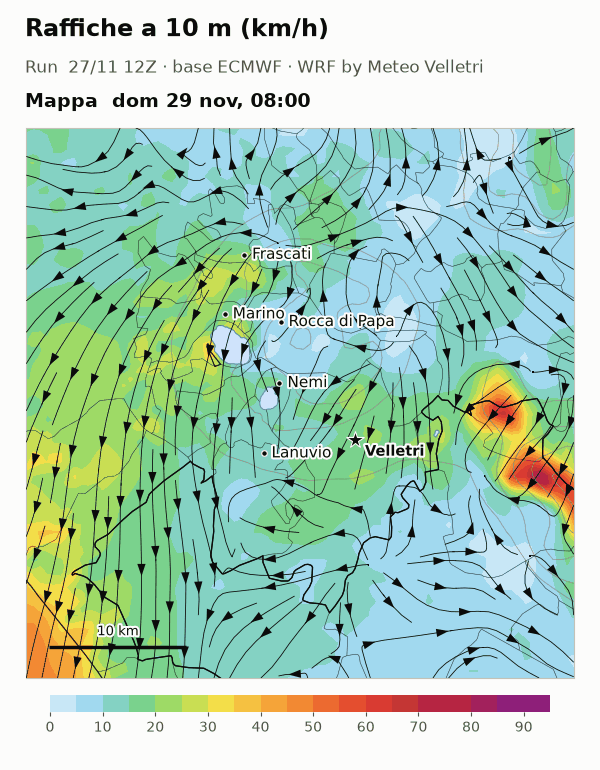 Raffiche a 10 m (km/h)
Run  27/11 12Z · base ECMWF · WRF by Meteo Velletri
Mappa  dom 29 nov, 08:00
Frascati
Marino
Rocca di Papa
Nemi
Velletri
Lanuvio
10 km
0 10 20 30 40 50 60 70 80 90